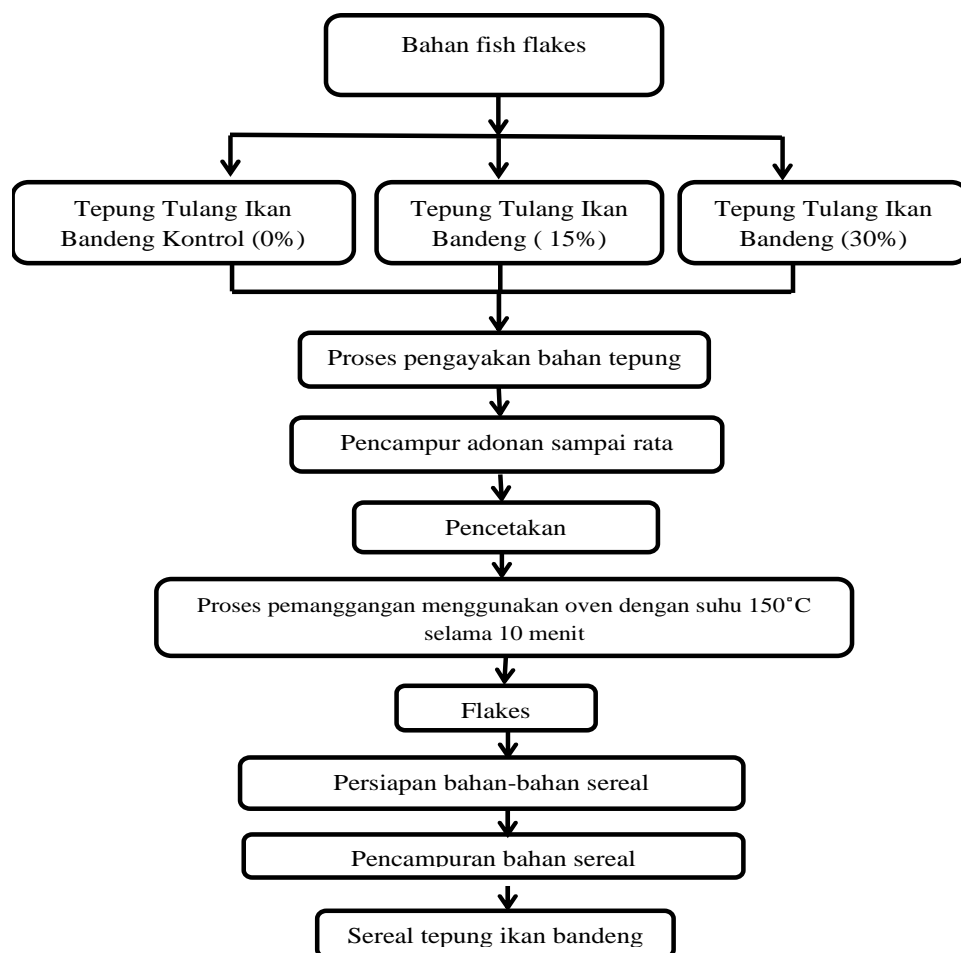 Bahan fish flakes
Tepung Tulang Ikan
Bandeng Kontrol (0%)
Tepung Tulang Ikan
Bandeng ( 15%)
Tepung Tulang Ikan
Bandeng (30%)
Proses pengayakan bahan tepung
Pencampur adonan sampai rata
Pencetakan
Proses pemanggangan menggunakan oven dengan suhu 150˚C
selama 10 menit
Flakes
Persiapan bahan-bahan sereal
Pencampuran bahan sereal
Sereal tepung ikan bandeng